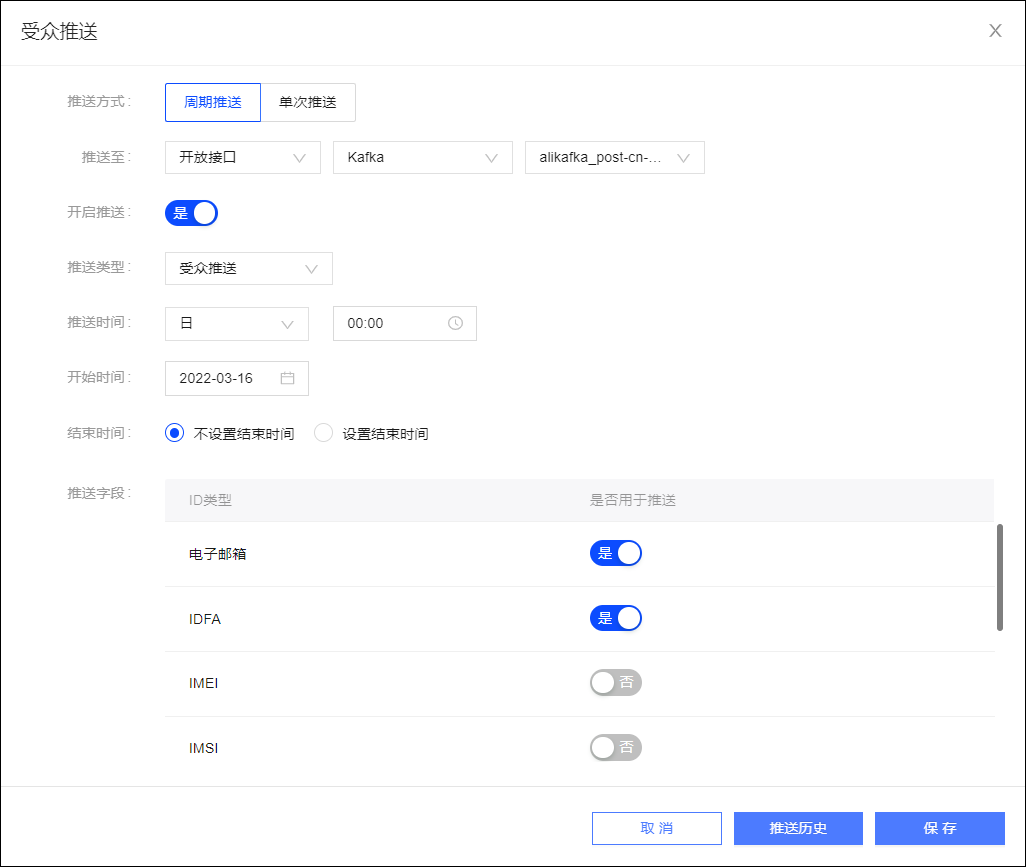 受众推送
推送方式: 周期推送 单次推送
推送至: 开放接口 Kafka alikafka_post-cn-...
开启推送: 是
推送类型: 受众推送
推送时间: 日 00:00
开始时间: 2022-03-16
结束时间: 不设置结束时间 设置结束时间
推送字段: ID类型 是否用于推送
电子邮箱 是
IDFA 是
IMEI 否
IMSI 否
取 消 推送历史 保 存